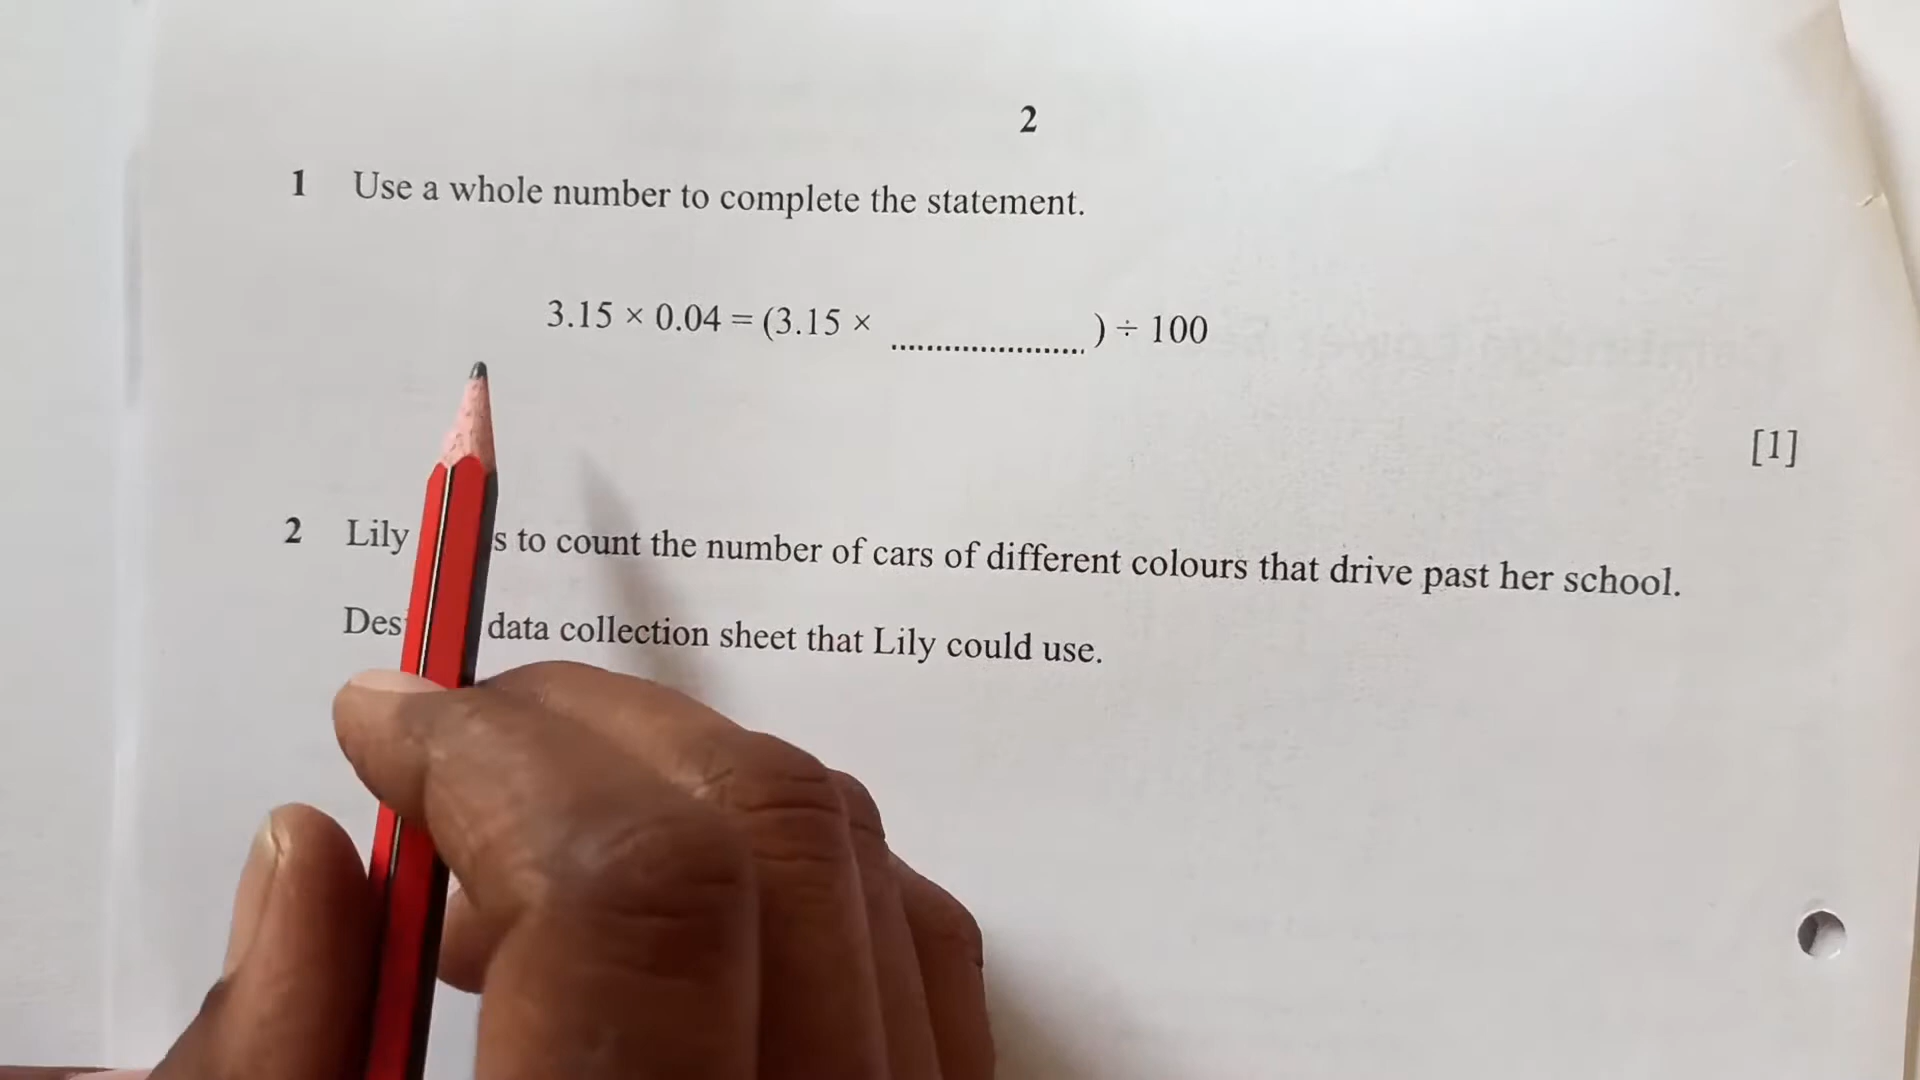 2
1 Use a whole number to complete the statement.
3.15 × 0.04 = (3.15 × ........................ ) ÷ 100
[1]
2 Lily to count the number of cars of different colours that drive past her school.
data collection sheet that Lily could use.